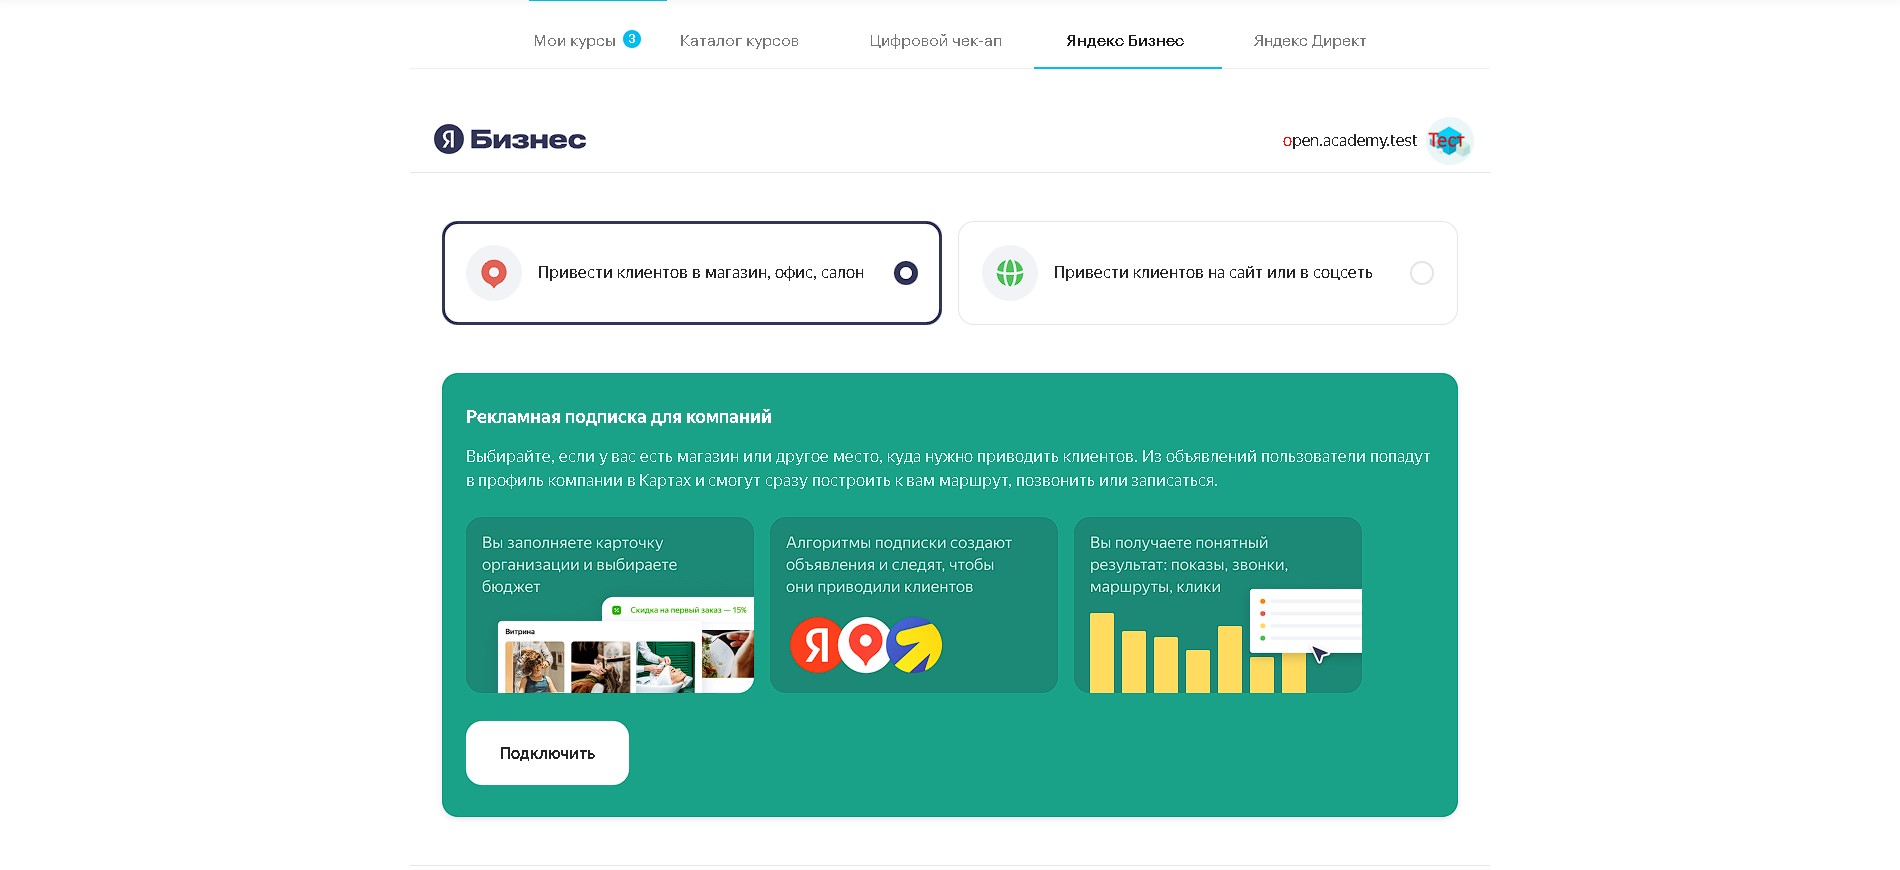 Мои курсы 3 Каталог курсов Цифровой чек-ап Яндекс Бизнес Яндекс Директ
Я Бизнес
open.academy.test Тест
Привести клиентов в магазин, офис, салон
Привести клиентов на сайт или в соцсеть
Рекламная подписка для компаний
Выбирайте, если у вас есть магазин или другое место, куда нужно приводить клиентов. Из объявлений пользователи попадут
в профиль компании в Картах и смогут сразу построить к вам маршрут, позвонить или записаться.
Вы заполняете карточку
организации и выбираете
бюджет
Скидка на первый заказ — 15%
Витрина
Алгоритмы подписки создают
объявления и следят, чтобы
они приводили клиентов
Я
Вы получаете понятный
результат: показы, звонки,
маршруты, клики
Подключить